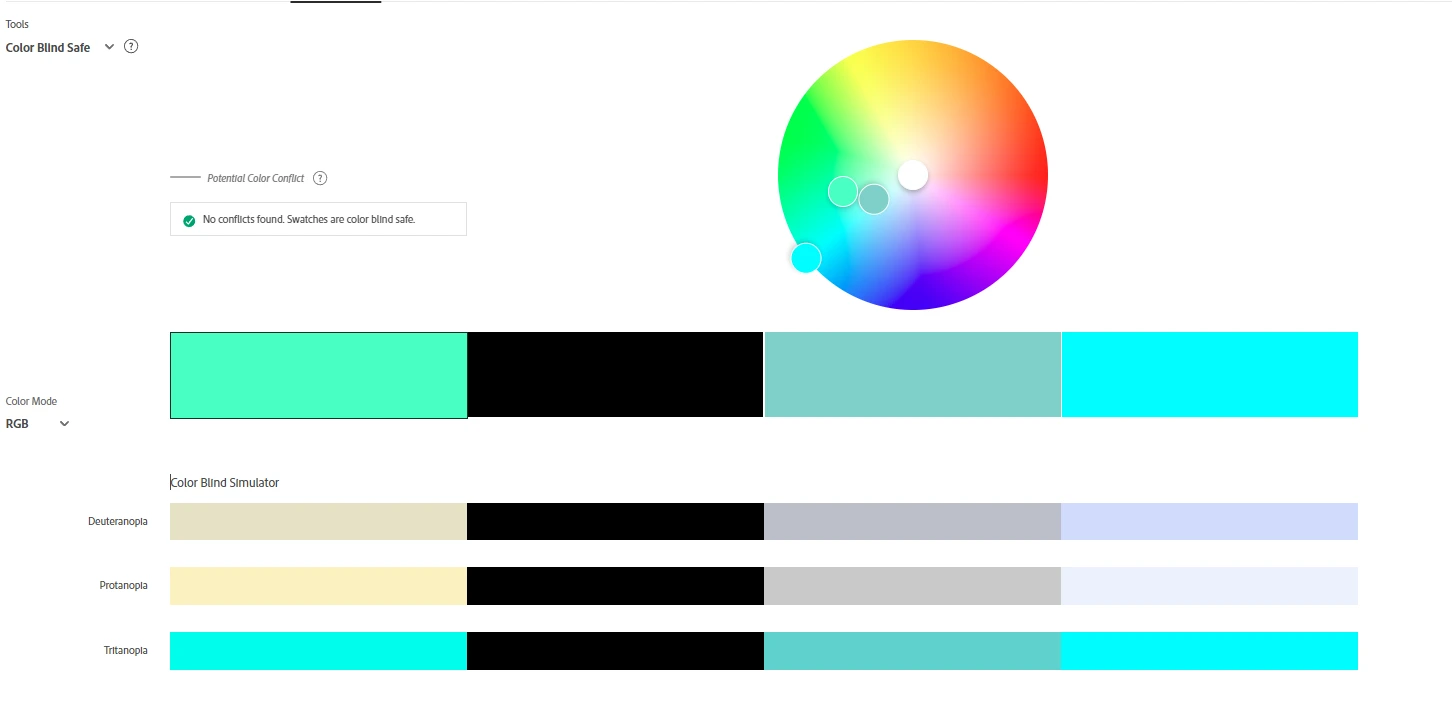 Tools
Color Blind Safe ?
Potential Color Conflict ?
No conflicts found. Swatches are color blind safe.
Color Mode
RGB
Color Blind Simulator
Deuteranopia
Protanopia
Tritanopia